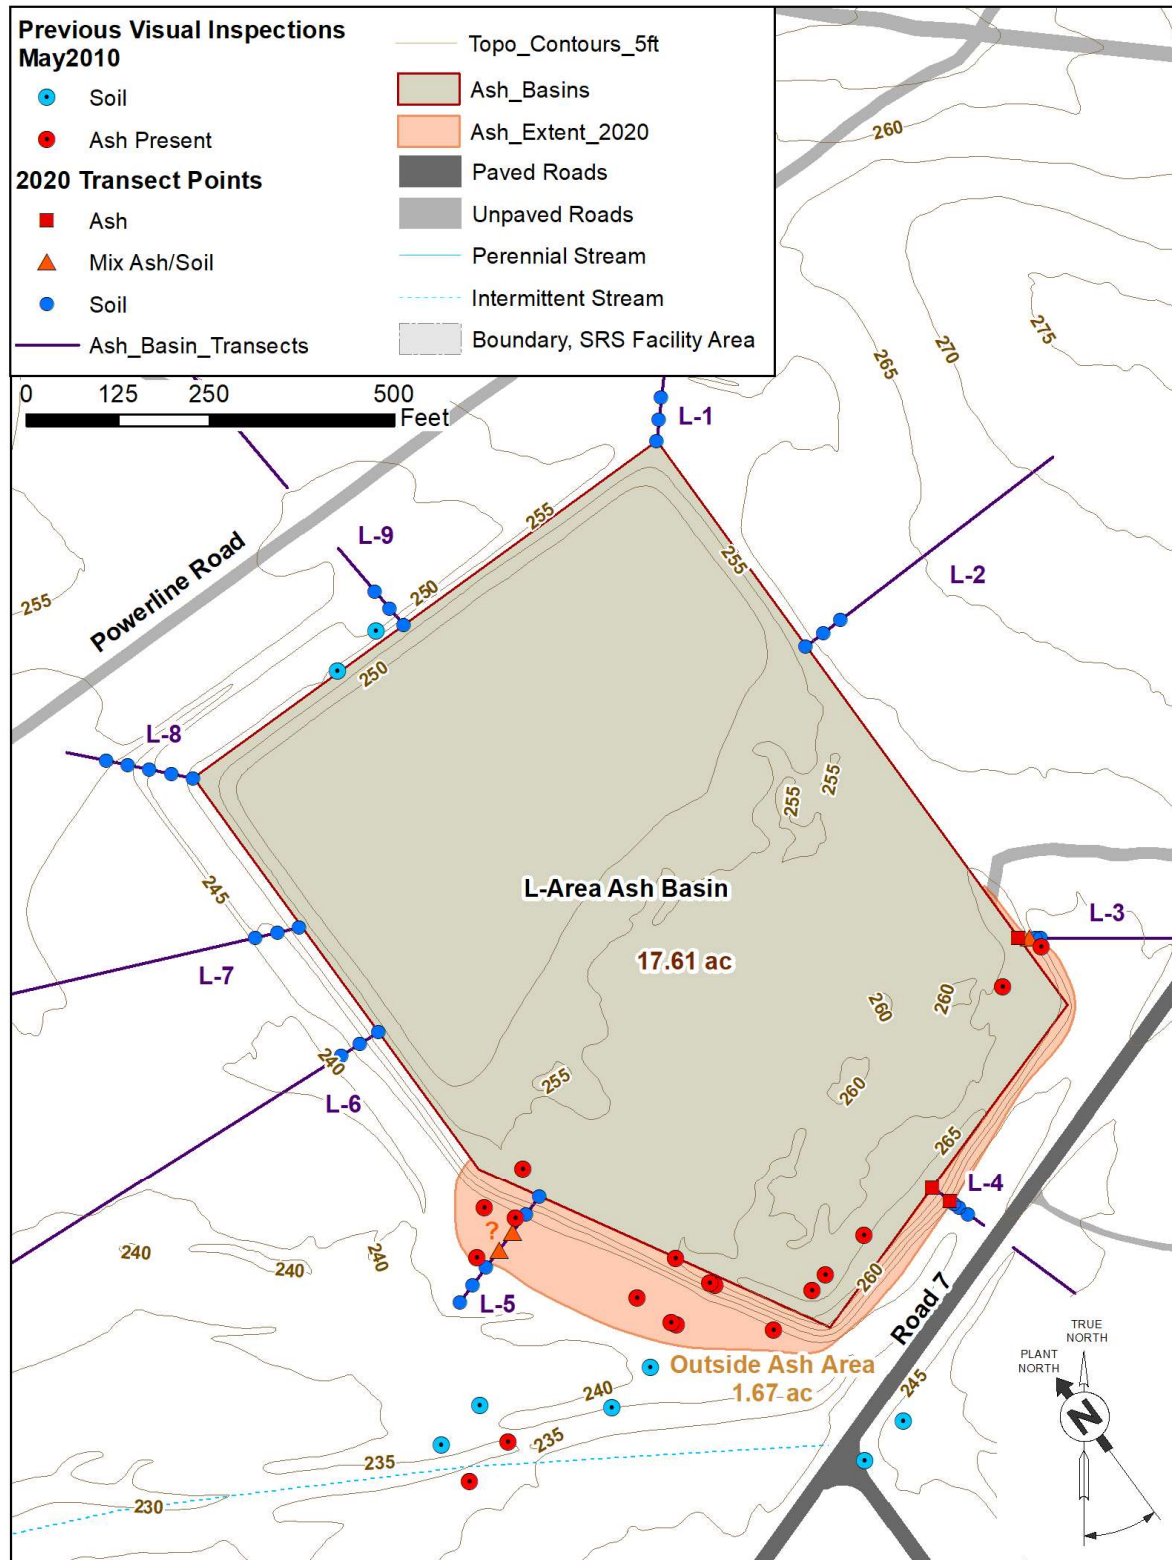 Previous Visual Inspections
May2010
Soil
Ash Present
2020 Transect Points
Ash
Mix Ash/Soil
Soil
Ash_Basin_Transects
Topo_Contours_5ft
Ash_Basins
Ash_Extent_2020
Paved Roads
Unpaved Roads
Perennial Stream
Intermittent Stream
Boundary, SRS Facility Area
0 125 250 500
Feet
260
275
270
265
L-1
255
L-9
255
L-2
250
255
Powerline Road
250
L-8
255
255
245
L-Area Ash Basin
L-3
17.61 ac
L-7
260
260
240
255
260
L-6
265
L-4
?
240
240
240
260
L-5
Road 7
Outside Ash Area
1.67 ac
240
245
235
235
230
TRUE
NORTH
PLANT
NORTH
N